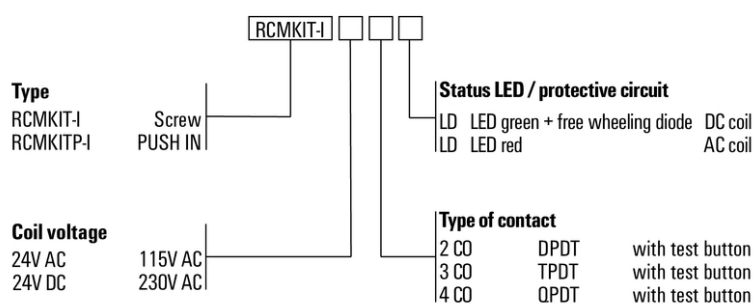 RCMKIT-I
Type
RCMKIT-I Screw
RCMKITP-I PUSH IN
Status LED / protective circuit
LD LED green + free wheeling diode DC coil
LD LED red AC coil
Coil voltage
24V AC 115V AC
24V DC 230V AC
Type of contact
2 CO DPDT with test button
3 CO TPDT with test button
4 CO QPDT with test button